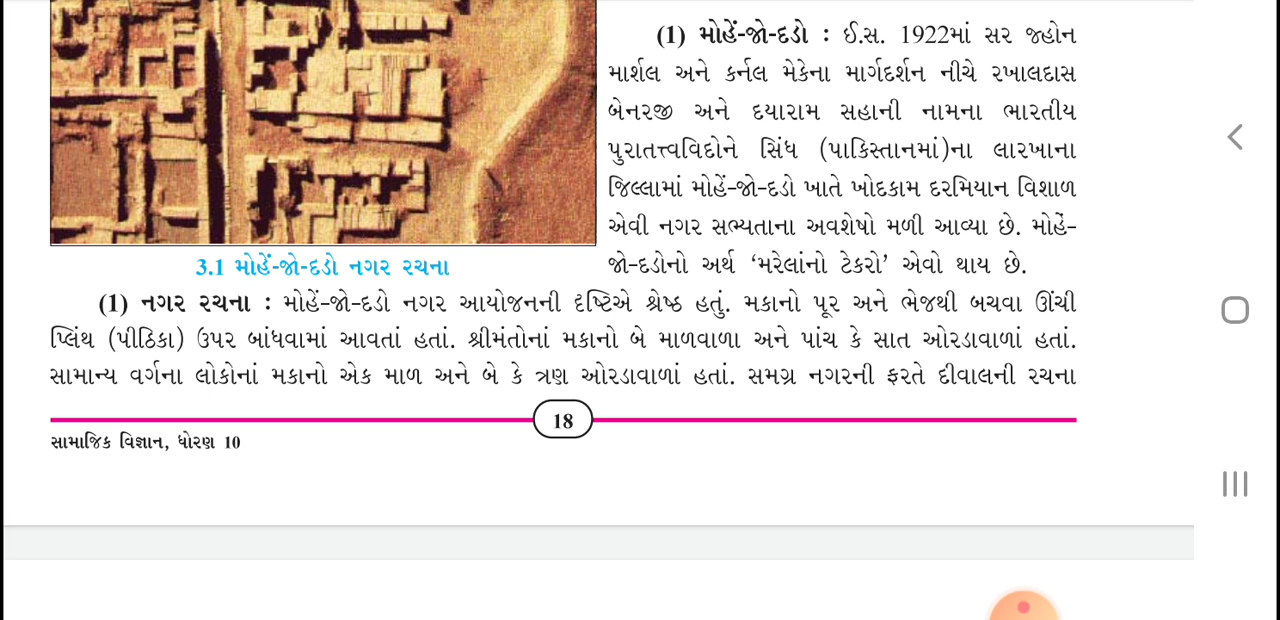 (1) મોહેં-જો-દડો : ઈ.સ. 1922માં સર જ્હોન
માર્શલ અને કર્નલ મેકેના માર્ગદર્શન નીચે રખાલદાસ
બેનરજી અને દયારામ સહાની નામના ભારતીય
પુરાતત્ત્વવિદોને સિંધ (પાકિસ્તાનમાં)ના લારખાના
જિલ્લામાં મોહેં-જો-દડો ખાતે ખોદકામ દરમિયાન વિશાળ
એવી નગર સભ્યતાના અવશેષો મળી આવ્યા છે. મોહેં-
જો-દડોનો અર્થ ‘મરેલાંનો ટેકરો’ એવો થાય છે.
3.1 મોહેં-જો-દડો નગર રચના
(1) નગર રચના : મોહેં-જો-દડો નગર આયોજનની દૃષ્ટિએ શ્રેષ્ઠ હતું. મકાનો પૂર અને ભેજથી બચવા ઊંચી
પ્લિંથ (પીઠિકા) ઉપર બાંધવામાં આવતાં હતાં. શ્રીમંતોનાં મકાનો બે માળવાળા અને પાંચ કે સાત ઓરડાવાળાં હતાં.
સામાન્ય વર્ગના લોકોનાં મકાનો એક માળ અને બે કે ત્રણ ઓરડાવાળાં હતાં. સમગ્ર નગરની ફરતે દીવાલની રચના
18
સામાજિક વિજ્ઞાન, ધોરણ 10